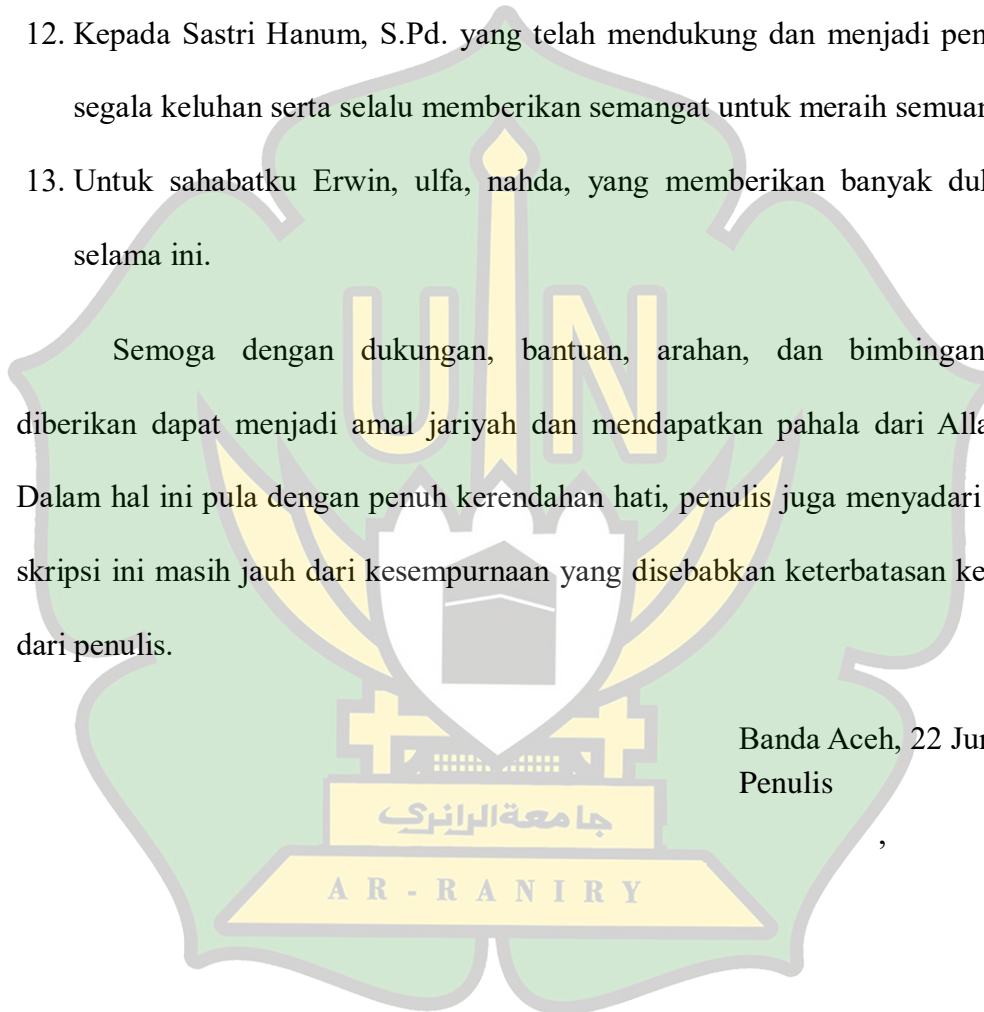 12. Kepada Sastri Hanum, S.Pd. yang telah mendukung dan menjadi pen
segala keluhan serta selalu memberikan semangat untuk meraih semuan
13. Untuk sahabatku Erwin, ulfa, nahda, yang memberikan banyak du
selama ini.
UIN
Semoga dengan dukungan, bantuan, arahan, dan bimbingan
diberikan dapat menjadi amal jariyah dan mendapatkan pahala dari Alla
Dalam hal ini pula dengan penuh kerendahan hati, penulis juga menyadari
skripsi ini masih jauh dari kesempurnaan yang disebabkan keterbatasan ke
dari penulis.
Banda Aceh, 22 Ju
Penulis
,
جامعة الرانري
AR-RANIRY